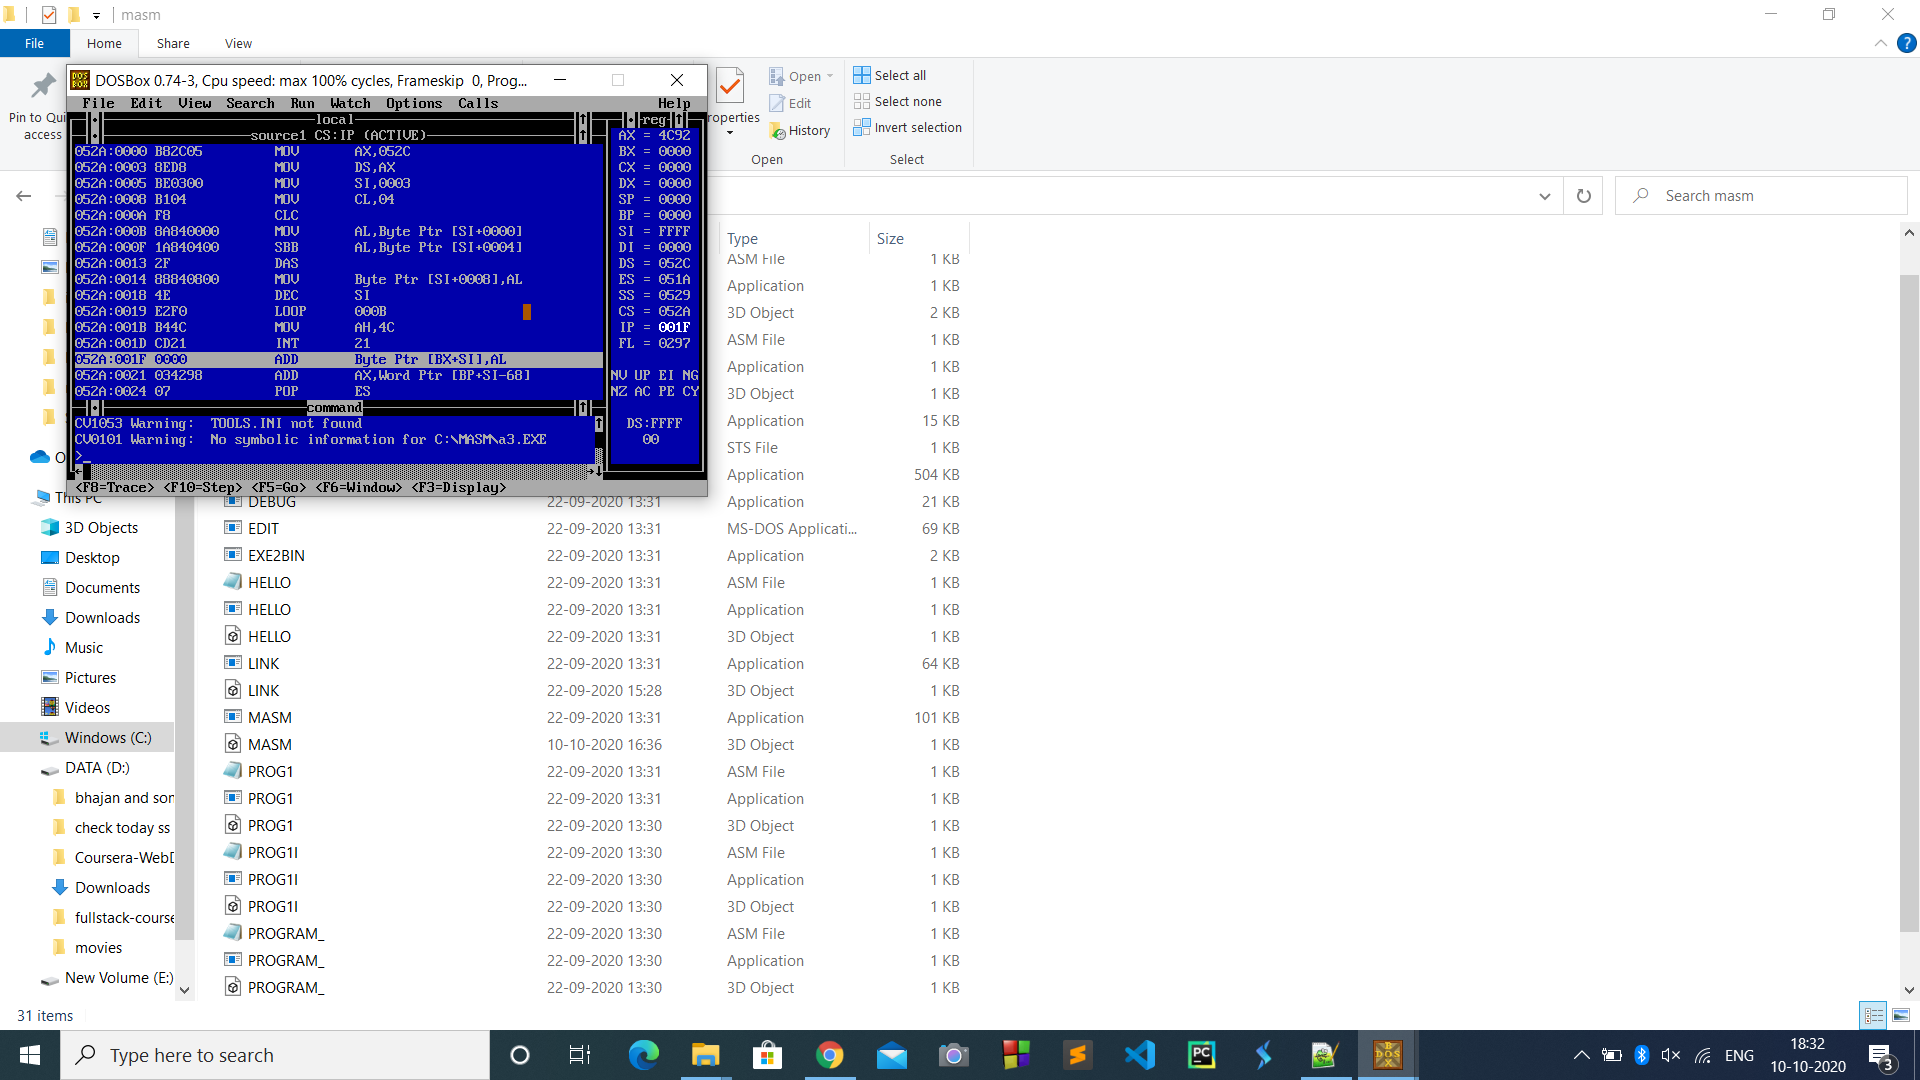 masm
File Home Share View
DOSBox 0.74-3, Cpu speed: max 100% cycles, Frameskip 0, Prog...
File Edit View Search Run Watch Options Calls Help
local
source1 CS:IP (ACTIVE)
052A:0000 B82C05 MOV AX,052C
052A:0003 8ED8 MOV DS,AX
052A:0005 BE0300 MOV SI,0003
052A:0008 B104 MOV CL,04
052A:000A F8 CLC
052A:000B 8A840000 MOV AL,Byte Ptr [SI+0000]
052A:000F 1A840400 SBB AL,Byte Ptr [SI+0004]
052A:0013 2F DAS
052A:0014 88840800 MOV Byte Ptr [SI+0008],AL
052A:0018 4E DEC SI
052A:0019 E2F0 LOOP 000B
052A:001B B44C MOV AH,4C
052A:001D CD21 INT 21
052A:001F 0000 ADD Byte Ptr [BX+SI],AL
052A:0021 034298 ADD AX,Word Ptr [BP+SI-68]
052A:0024 07 POP ES
reg
AX = 4C92
BX = 0000
CX = 0000
DX = 0000
SP = 0000
BP = 0000
SI = FFFF
DI = 0000
DS = 052C
ES = 051A
SS = 0529
CS = 052A
IP = 001F
FL = 0297
NV UP EI NG
NZ AC PE CY
DS:FFFF
00
command
CV1053 Warning: TOOLS.INI not found
CV0101 Warning: No symbolic information for C:\MASM\a3.EXE
>_
<F8=Trace> <F10=Step> <F5=Go> <F6=Window> <F3=Display>
Pin to Qui
access
roperties
Open
Edit
History
Open
Select all
Select none
Invert selection
Select
Search masm
Type Size
ASM File 1 KB
Application 1 KB
3D Object 2 KB
ASM File 1 KB
Application 1 KB
3D Object 1 KB
Application 15 KB
STS File 1 KB
Application 504 KB
DEBUG 22-09-2020 13:31 Application 21 KB
EDIT 22-09-2020 13:31 MS-DOS Applicati... 69 KB
EXE2BIN 22-09-2020 13:31 Application 2 KB
HELLO 22-09-2020 13:31 ASM File 1 KB
HELLO 22-09-2020 13:31 Application 1 KB
HELLO 22-09-2020 13:31 3D Object 1 KB
LINK 22-09-2020 13:31 Application 64 KB
LINK 22-09-2020 15:28 3D Object 1 KB
MASM 22-09-2020 13:31 Application 101 KB
MASM 10-10-2020 16:36 3D Object 1 KB
PROG1 22-09-2020 13:31 ASM File 1 KB
PROG1 22-09-2020 13:31 Application 1 KB
PROG1 22-09-2020 13:30 3D Object 1 KB
PROG1I 22-09-2020 13:30 ASM File 1 KB
PROG1I 22-09-2020 13:30 Application 1 KB
PROG1I 22-09-2020 13:30 3D Object 1 KB
PROGRAM_ 22-09-2020 13:30 ASM File 1 KB
PROGRAM_ 22-09-2020 13:30 Application 1 KB
PROGRAM_ 22-09-2020 13:30 3D Object 1 KB
O
This PC
3D Objects
Desktop
Documents
Downloads
Music
Pictures
Videos
Windows (C:)
DATA (D:)
bhajan and son
check today ss
Coursera-WebD
Downloads
fullstack-course
movies
New Volume (E:)
31 items
Type here to search
ENG
18:32
10-10-2020
3